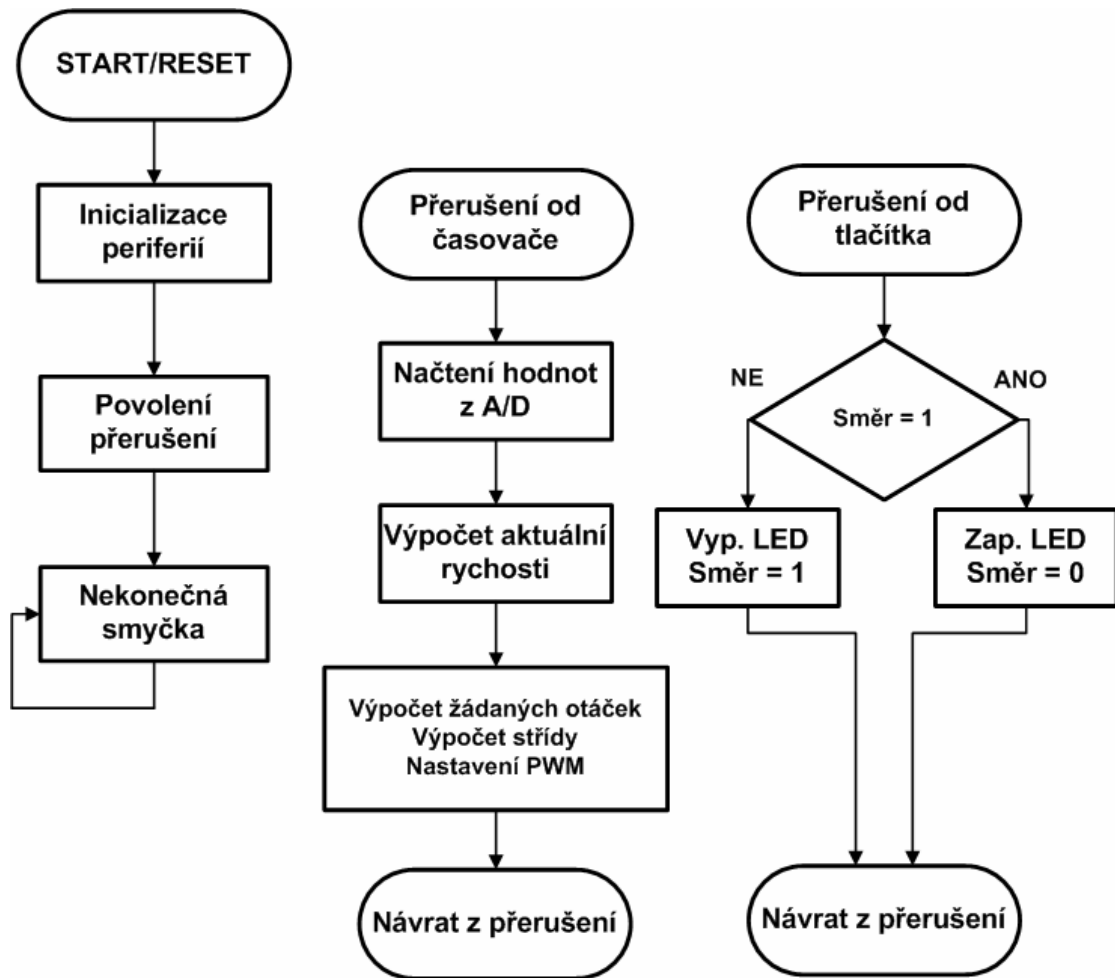 START/RESET
Inicializace
periferií
Povolení
přerušení
Nekonečná
smyčka
Přerušení od
časovače
Načtení hodnot
z A/D
Výpočet aktuální
rychosti
Výpočet žádaných otáček
Výpočet střídy
Nastavení PWM
Návrat z přerušení
Přerušení od
tlačítka
NE
ANO
Směr = 1
Vyp. LED
Směr = 1
Zap. LED
Směr = 0
Návrat z přerušení